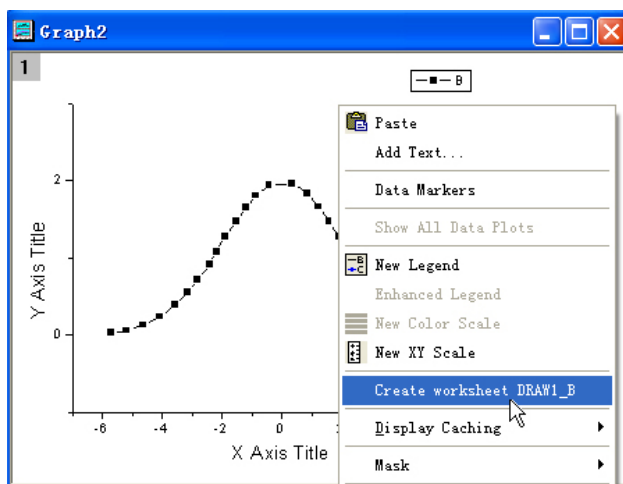 Graph2
1
B
Paste
Add Text...
Data Markers
Show All Data Plots
New Legend
Enhanced Legend
New Color Scale
New XY Scale
Create worksheet DRAW1_B
Display Caching
Mask
Y Axis Title
2
1
0
-6
-4
-2
0
X Axis Title